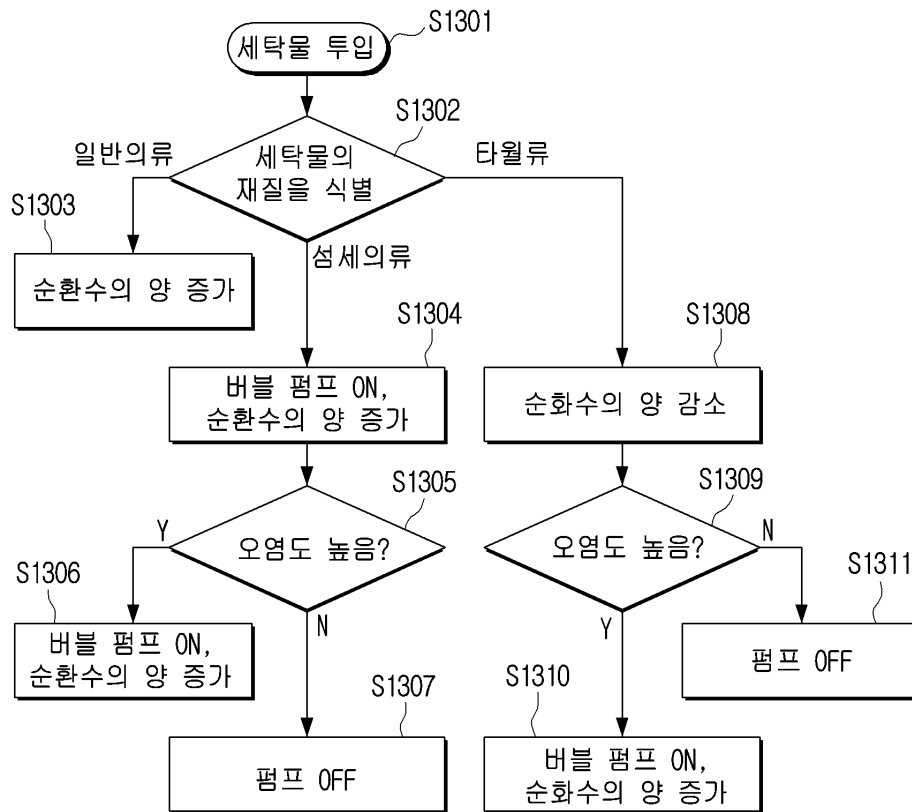 세탁물 투입
S1301
S1302
세탁물의
재질을 식별
일반의류
타월류
섬세의류
S1303
순환수의 양 증가
S1304
버블 펌프 ON,
순환수의 양 증가
S1308
순화수의 양 감소
S1305
오염도 높음?
Y
N
S1309
오염도 높음?
N
Y
S1306
버블 펌프 ON,
순환수의 양 증가
S1311
펌프 OFF
S1307
펌프 OFF
S1310
버블 펌프 ON,
순화수의 양 증가